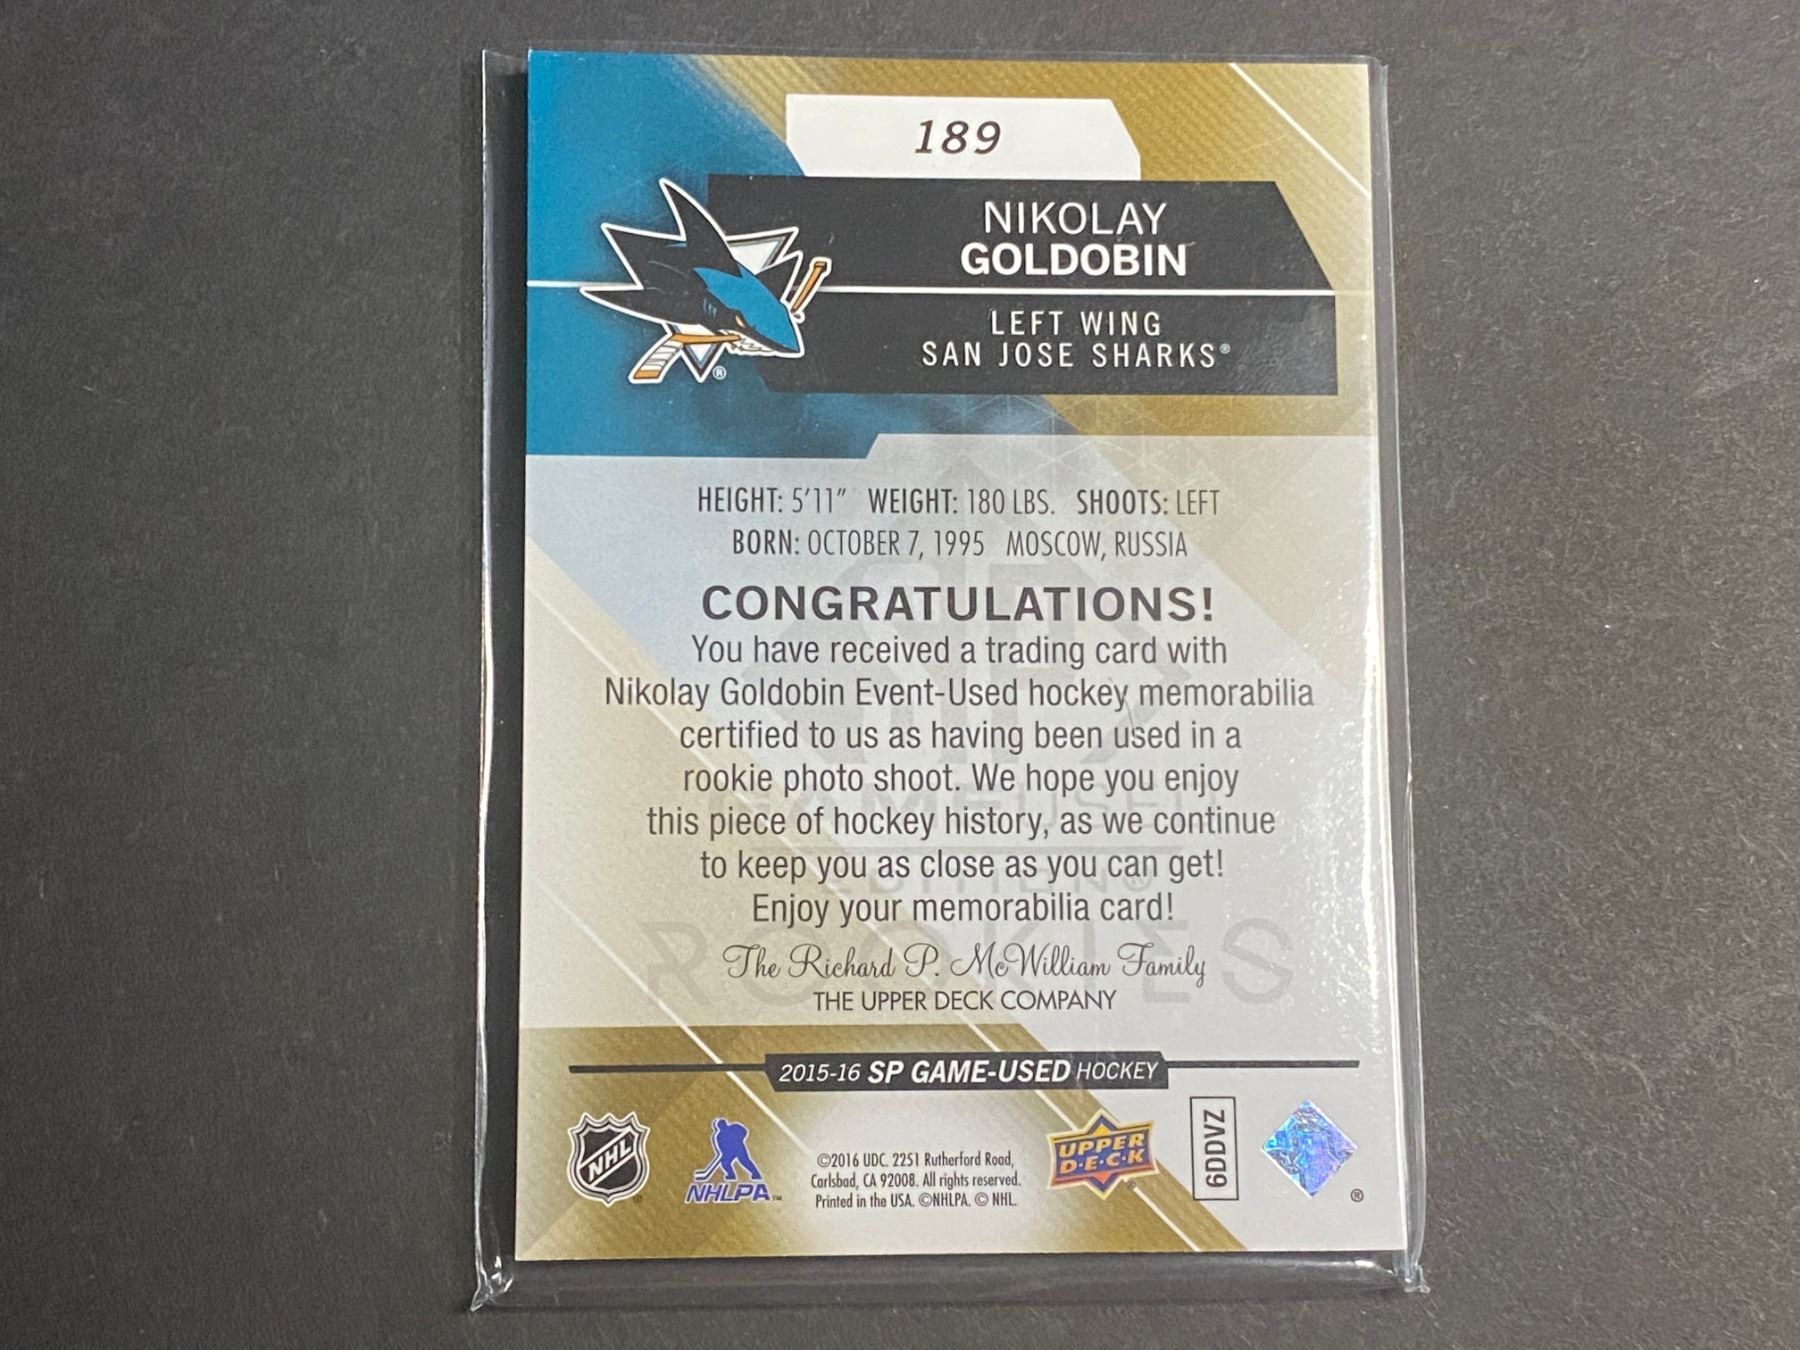 189
NIKOLAY
GOLDOBIN
LEFT WING
SAN JOSE SHARKS®
®
HEIGHT: 5'11" WEIGHT: 180 LBS. SHOOTS: LEFT
BORN: OCTOBER 7, 1995 MOSCOW, RUSSIA
CONGRATULATIONS!
You have received a trading card with
Nikolay Goldobin Event-Used hockey memorabilia
certified to us as having been used in a
rookie photo shoot. We hope you enjoy
this piece of hockey history, as we continue
to keep you as close as you can get!
Enjoy your memorabilia card!
GAME USED
EDITION®
ROOKIES
The Richard P. McWilliam Family
THE UPPER DECK COMPANY
2015-16 SP GAME-USED HOCKEY
NHL
NHLPA™
©2016 UDC. 2251 Rutherford Road,
Carlsbad, CA 92008. All rights reserved.
Printed in the USA. ©NHLPA. © NHL.
UPPER
D•E•C•K
6DDVZ
®